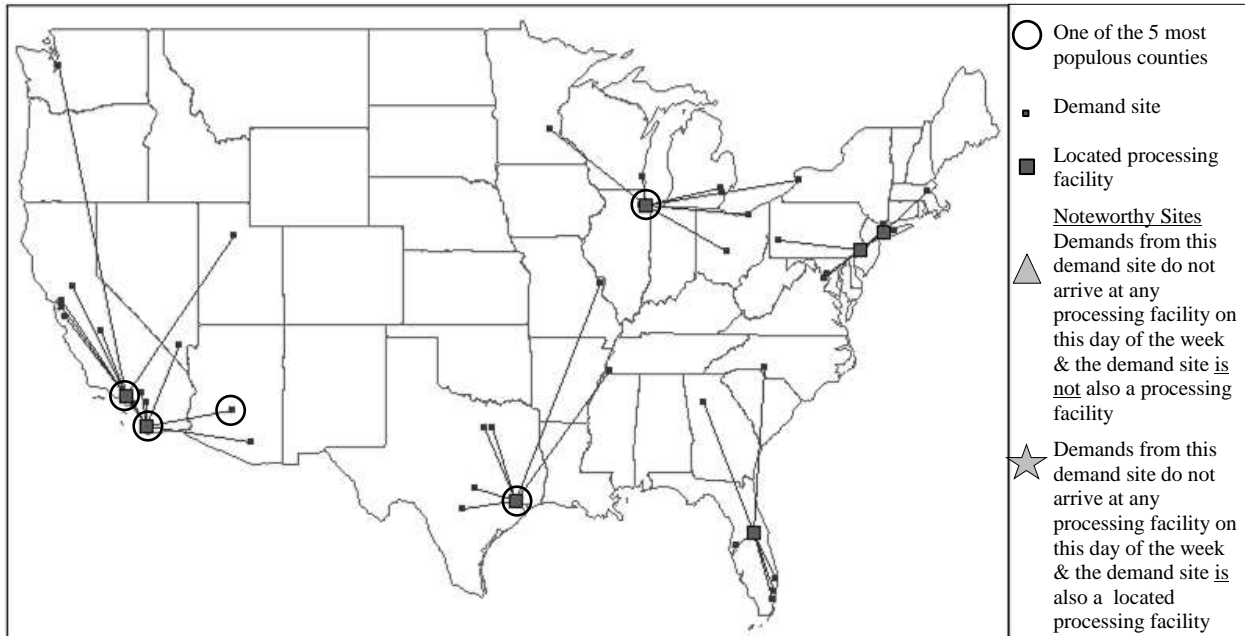 One of the 5 most
populous counties
Demand site
Located processing
facility
Noteworthy Sites
Demands from this
demand site do not
arrive at any
processing facility on
this day of the week
& the demand site is
not also a processing
facility
Demands from this
demand site do not
arrive at any
processing facility on
this day of the week
& the demand site is
also a located
processing facility